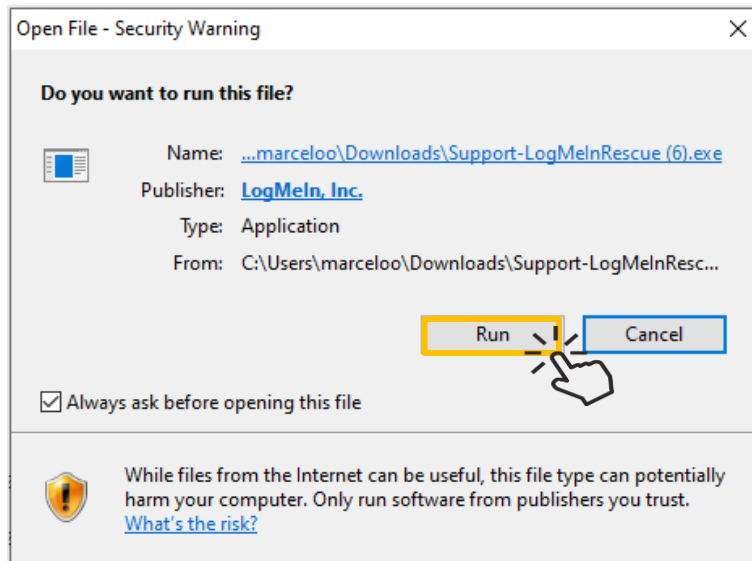 Open File - Security Warning
Do you want to run this file?
Name: ...marceloo\Downloads\Support-LogMeInRescue (6).exe
Publisher: LogMeIn, Inc.
Type: Application
From: C:\Users\marceloo\Downloads\Support-LogMeInResc...
Run Cancel
Always ask before opening this file
While files from the Internet can be useful, this file type can potentially
harm your computer. Only run software from publishers you trust.
What's the risk?